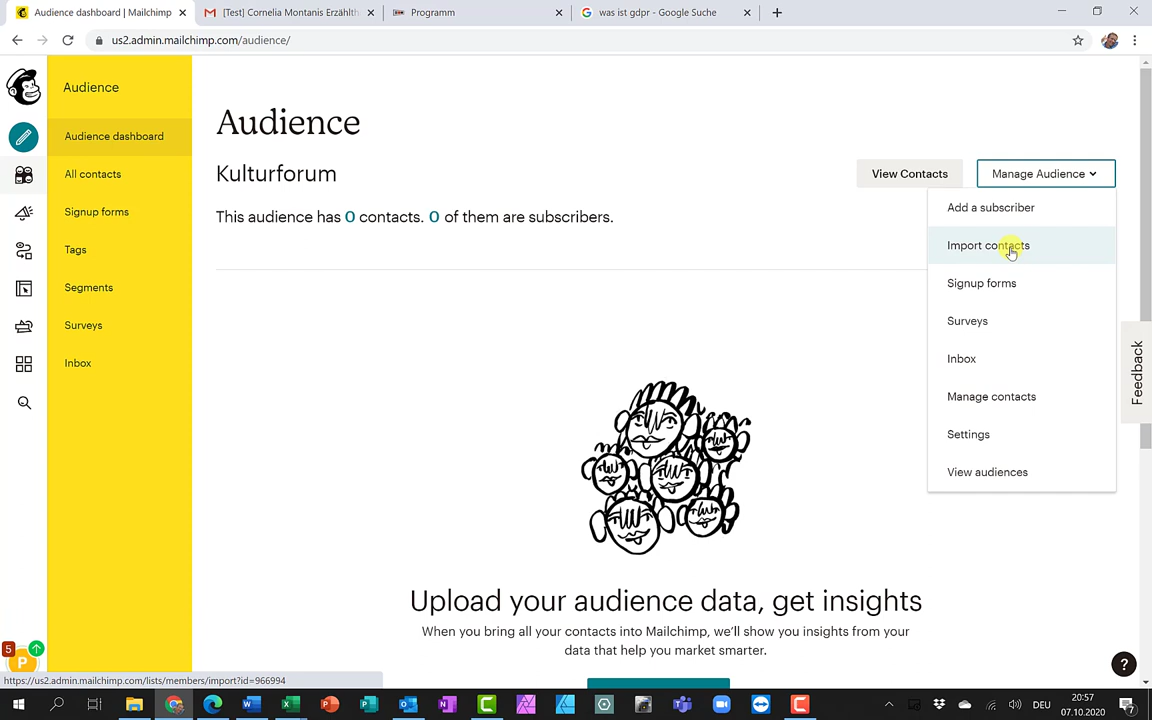 Audience dashboard | Mailchimp
[Test] Cornelia Montanis Erzählth
Programm
was ist gdpr - Google Suche
us2.admin.mailchimp.com/audience/
Audience
Audience dashboard
All contacts
Signup forms
Tags
Segments
Surveys
Inbox
Audience
Kulturforum
This audience has 0 contacts. 0 of them are subscribers.
View Contacts
Manage Audience
Add a subscriber
Import contacts
Signup forms
Surveys
Inbox
Manage contacts
Settings
View audiences
Feedback
Upload your audience data, get insights
When you bring all your contacts into Mailchimp, we'll show you insights from your
data that help you market smarter.
5
P
?
https://us2.admin.mailchimp.com/lists/members/import?id=966994
DEU
20:57
07.10.2020
7